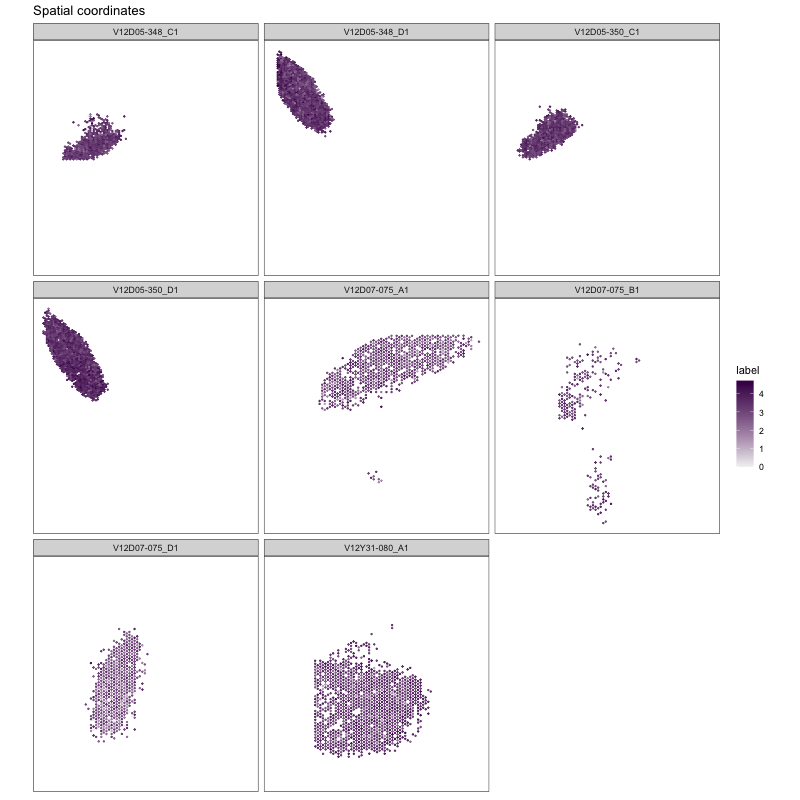 Spatial coordinates
V12D05-348_C1
V12D05-348_D1
V12D05-350_C1
V12D05-350_D1
V12D07-075_A1
V12D07-075_B1
V12D07-075_D1
V12Y31-080_A1
label
4
3
2
1
0